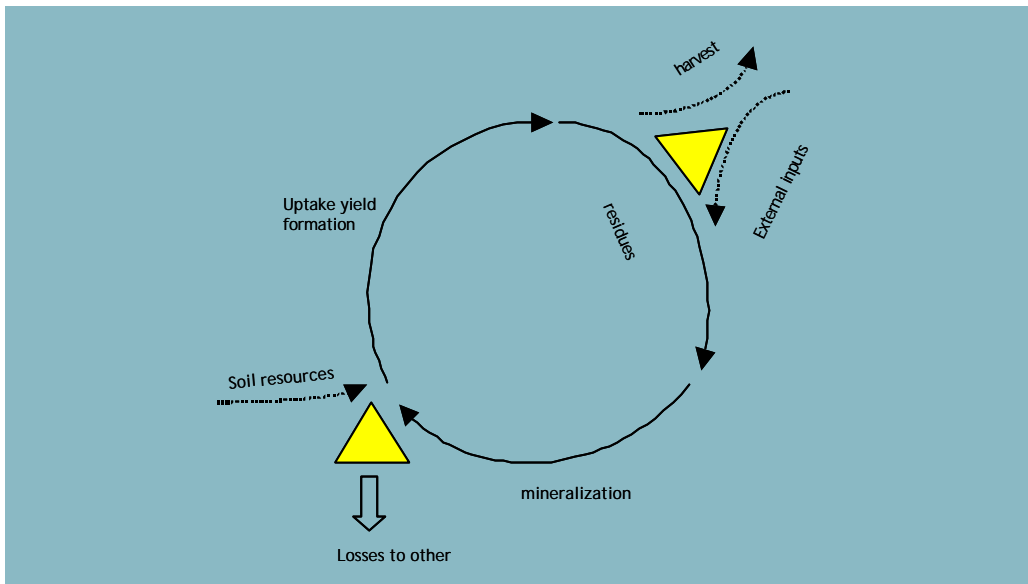 harvest
External inputs
Uptake yield
formation
residues
Soil resources
mineralization
Losses to other